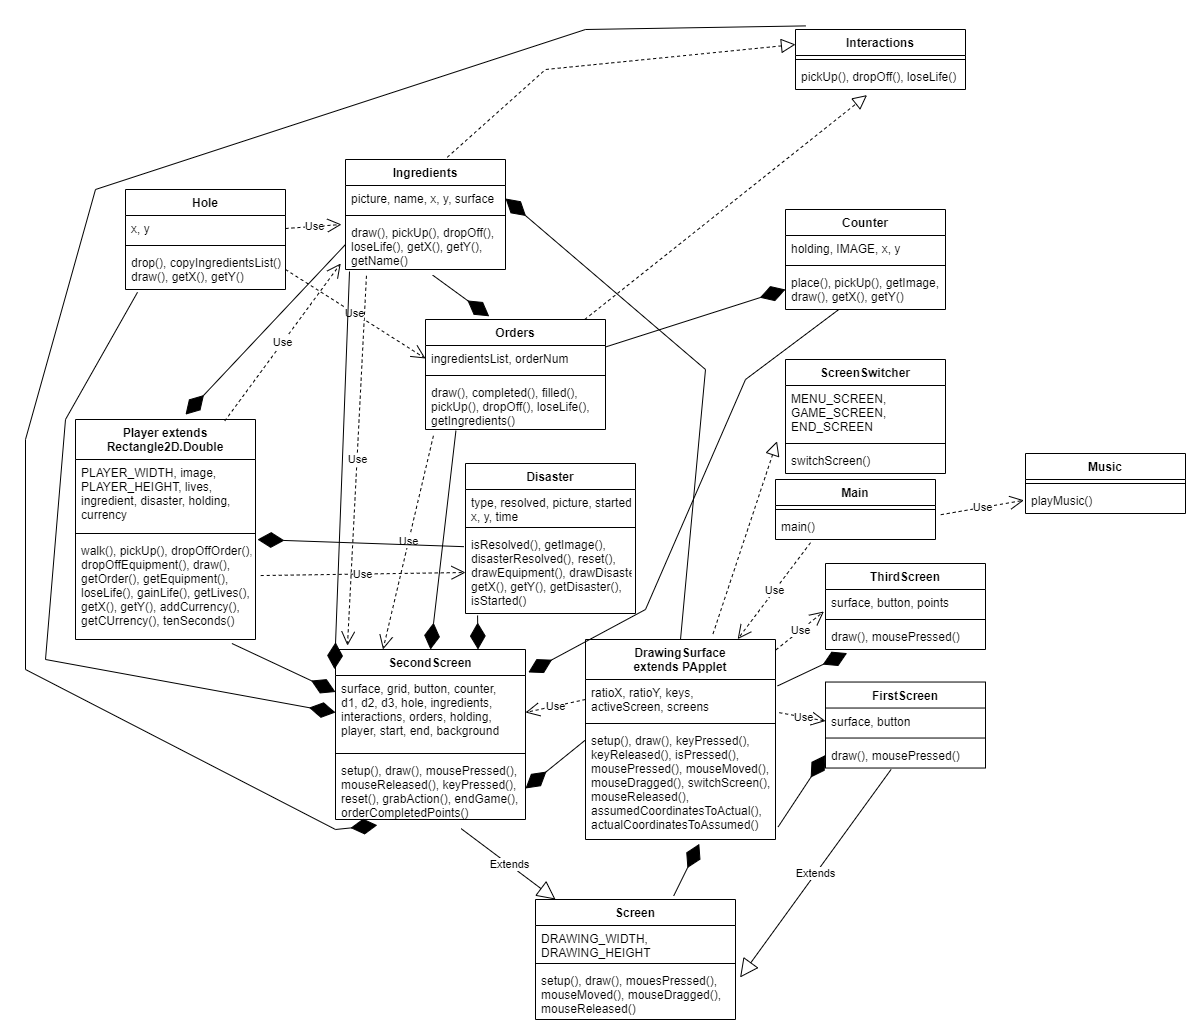 Interactions
pickUp(), dropOff(), loseLife()
Ingredients
picture, name, x, y, surface
draw(), pickUp(), dropOff(),
loseLife(), getX(), getY(),
getName()
Hole
x, y
drop(), copyIngredientsList()
draw(), getX(), getY()
Use
Use
Use
Counter
holding, IMAGE, x, y
place(), pickUp(), getImage,
draw(), getX(), getY()
Orders
ingredientsList, orderNum
draw(), completed(), filled(),
pickUp(), dropOff(), loseLife(),
getIngredients()
ScreenSwitcher
MENU_SCREEN,
GAME_SCREEN,
END_SCREEN
switchScreen()
Player extends
Rectangle2D.Double
PLAYER_WIDTH, image,
PLAYER_HEIGHT, lives,
ingredient, disaster, holding,
currency
walk(), pickUp(), dropOffOrder(),
dropOffEquipment(), draw(),
getOrder(), getEquipment(),
loseLife(), gainLife(), getLives(),
getX(), getY(), addCurrency(),
getCUrrency(), tenSeconds()
Use
Use
Use
Disaster
type, resolved, picture, started
x, y, time
isResolved(), getImage(),
disasterResolved(), reset(),
drawEquipment(), drawDisaste
getX(), getY(), getDisaster(),
isStarted()
Main
main()
Use
Music
playMusic()
Use
ThirdScreen
surface, button, points
draw(), mousePressed()
Use
SecondScreen
surface, grid, button, counter,
d1, d2, d3, hole, ingredients,
interactions, orders, holding,
player, start, end, background
setup(), draw(), mousePressed(),
mouseReleased(), keyPressed(),
reset(), grabAction(), endGame(),
orderCompletedPoints()
Use
DrawingSurface
extends PApplet
ratioX, ratioY, keys,
activeScreen, screens
setup(), draw(), keyPressed(),
keyReleased(), isPressed(),
mousePressed(), mouseMoved(),
mouseDragged(), switchScreen(),
mouseReleased(),
assumedCoordinatesToActual(),
actualCoordinatesToAssumed()
Use
FirstScreen
surface, button
draw(), mousePressed()
Extends
Extends
Screen
DRAWING_WIDTH,
DRAWING_HEIGHT
setup(), draw(), mouesPressed(),
mouseMoved(), mouseDragged(),
mouseReleased()